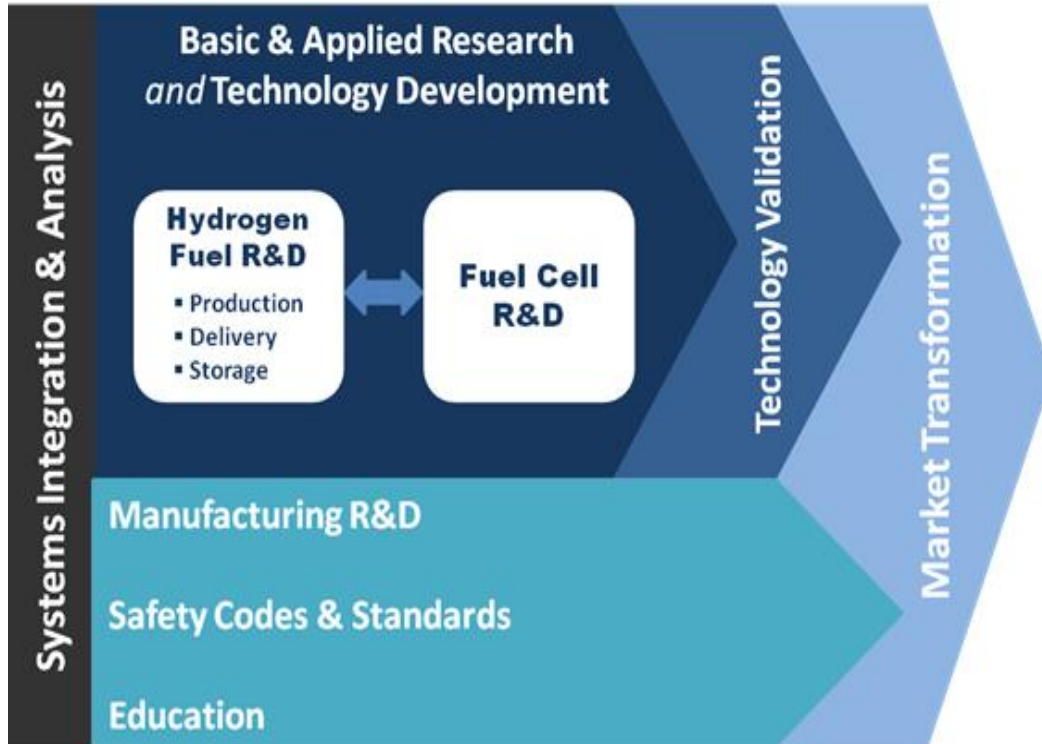 Systems Integration & Analysis
Basic & Applied Research
and Technology Development
Hydrogen
Fuel R&D
▪ Production
▪ Delivery
▪ Storage
Fuel Cell
R&D
Technology Validation
Market Transformation
Manufacturing R&D
Safety Codes & Standards
Education